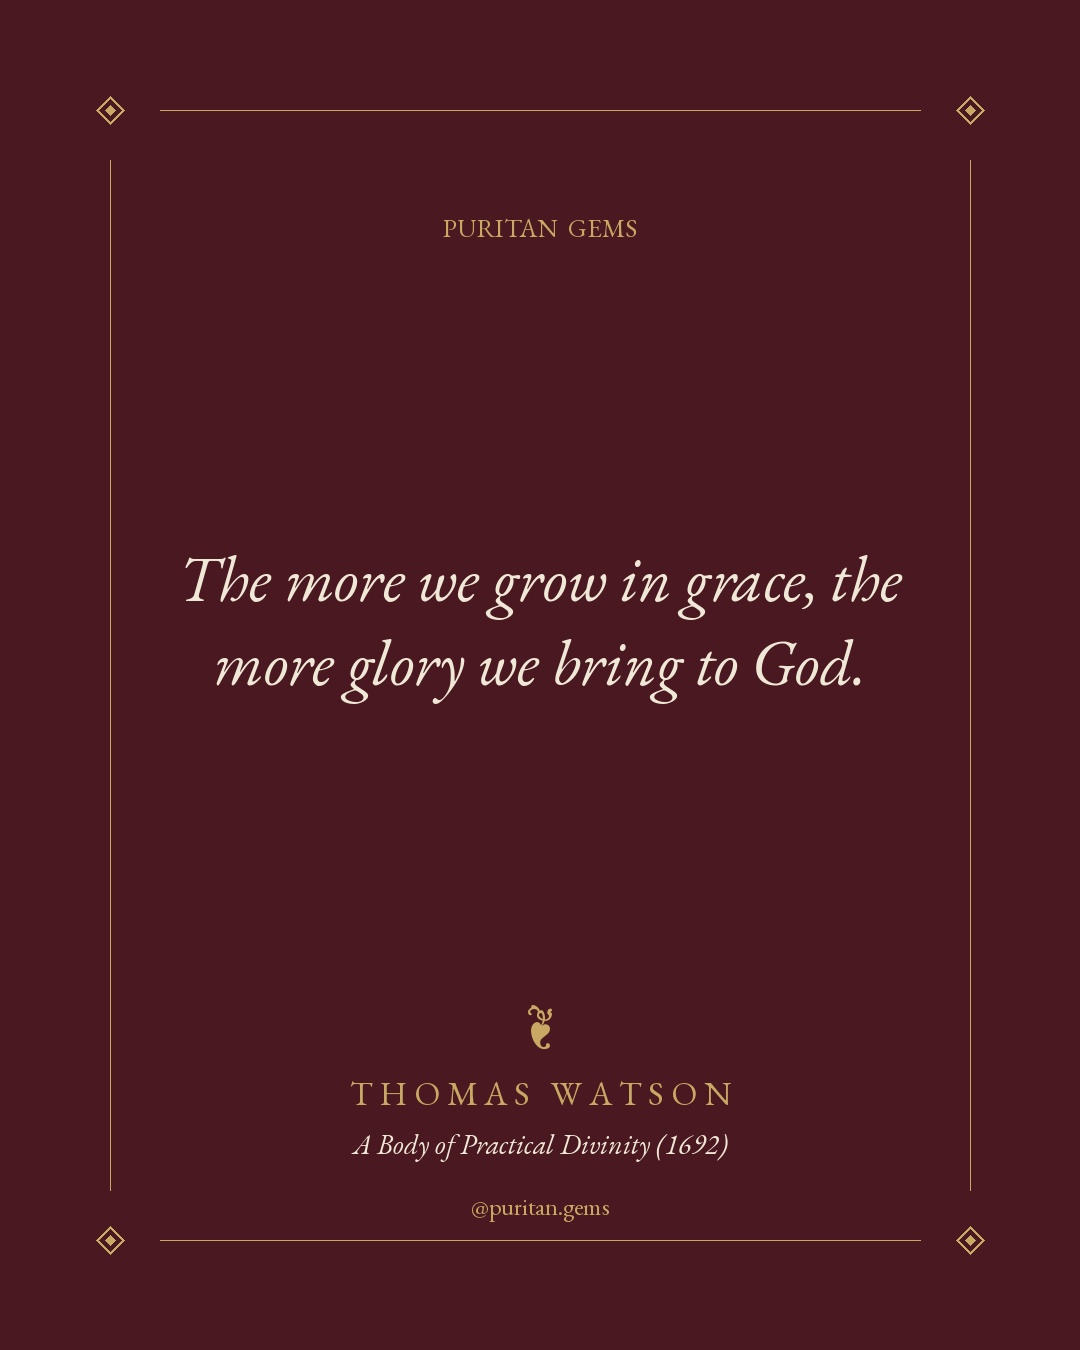 PURITAN GEMS
The more we grow in grace, the
more glory we bring to God.
THOMAS WATSON
A Body of Practical Divinity (1692)
@puritan.gems